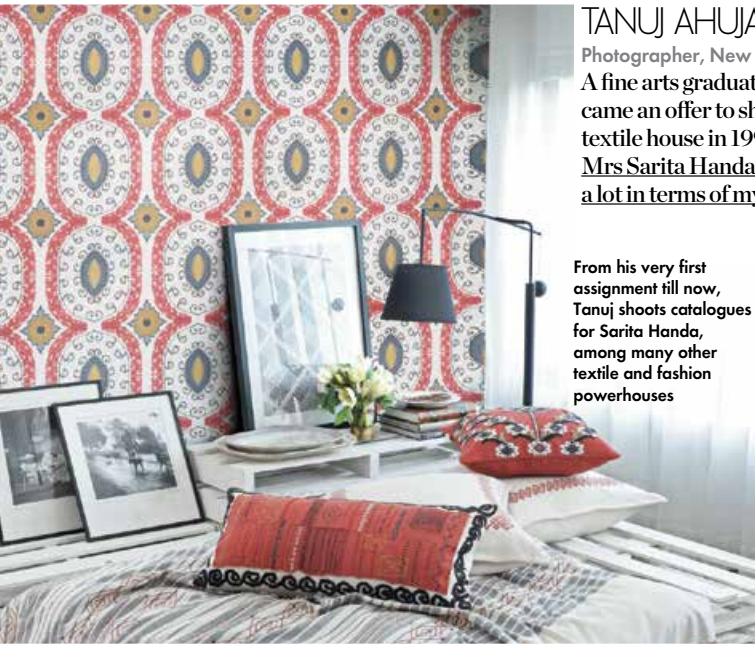 TANUJ AHUJA
Photographer, New
A fine arts graduat
came an offer to sh
textile house in 199
Mrs Sarita Handa
a lot in terms of my
From his very first
assignment till now,
Tanuj shoots catalogues
for Sarita Handa,
among many other
textile and fashion
powerhouses